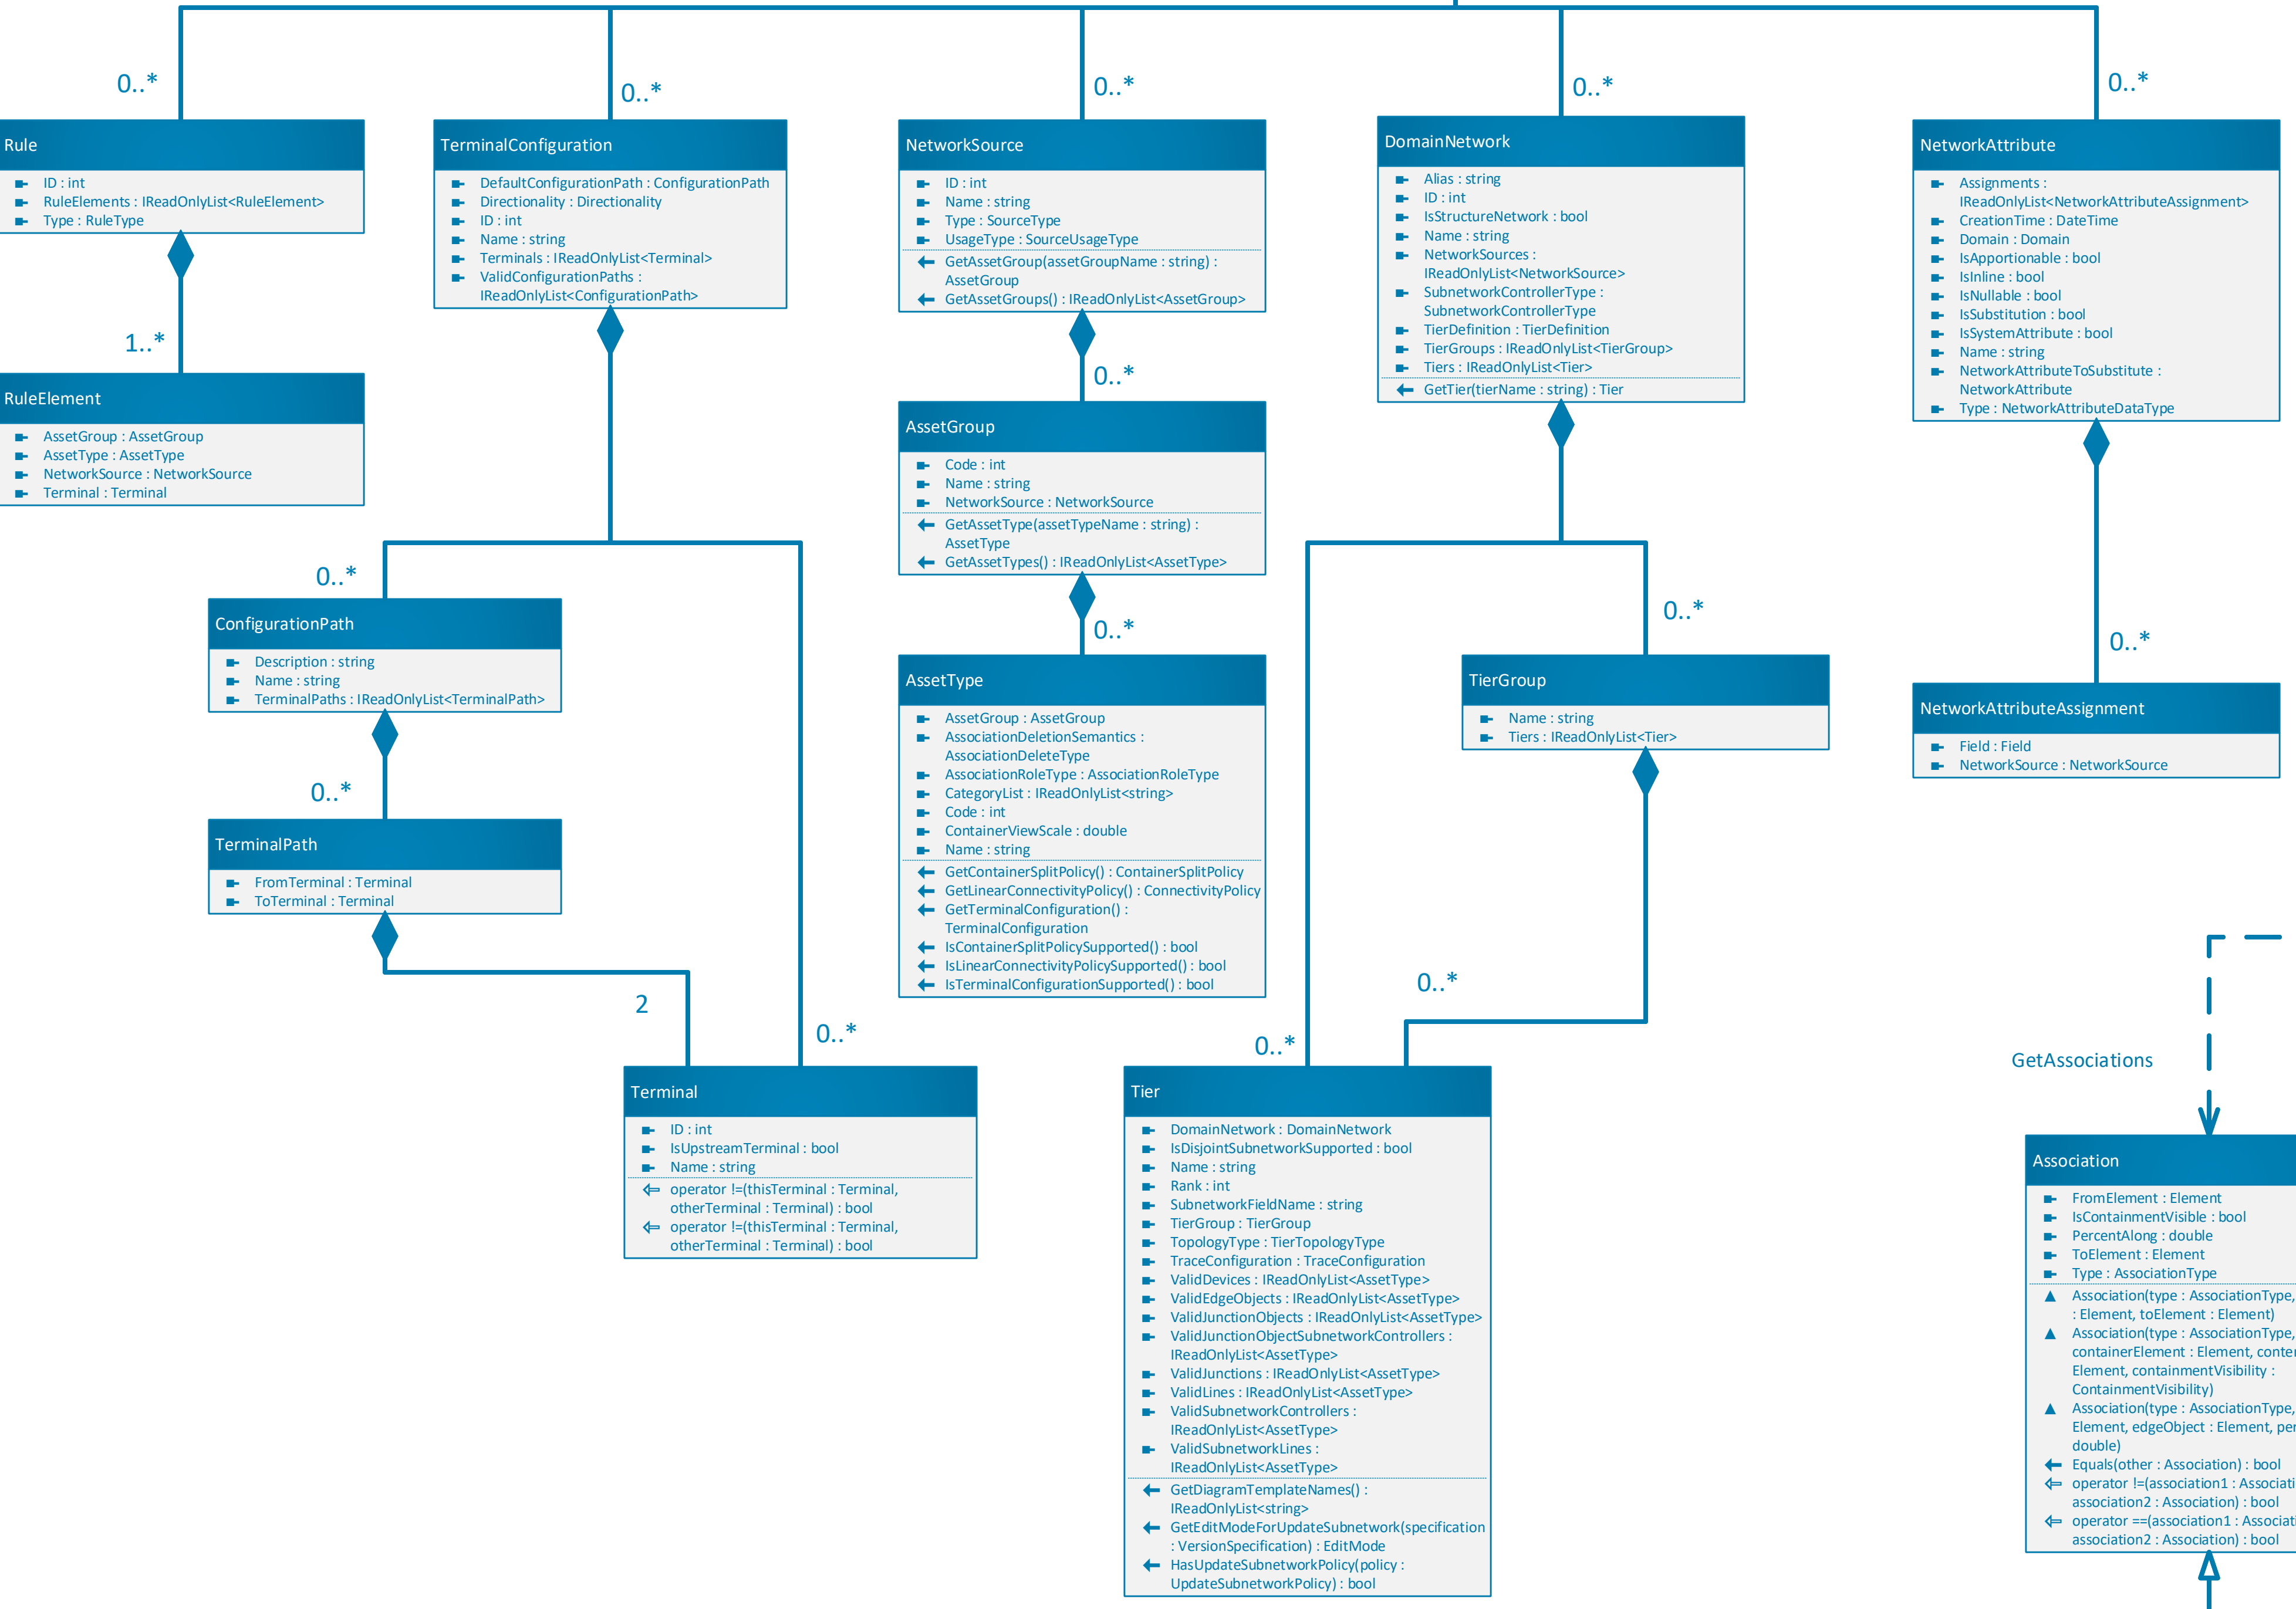 0..*
0..*
0..*
0..*
0..*
Rule
ID : int
RuleElements : IReadOnlyList<RuleElement>
Type : RuleType
1..*
RuleElement
AssetGroup : AssetGroup
AssetType : AssetType
NetworkSource : NetworkSource
Terminal : Terminal
TerminalConfiguration
DefaultConfigurationPath : ConfigurationPath
Directionality : Directionality
ID : int
Name : string
Terminals : IReadOnlyList<Terminal>
ValidConfigurationPaths :
IReadOnlyList<ConfigurationPath>
0..*
ConfigurationPath
Description : string
Name : string
TerminalPaths : IReadOnlyList<TerminalPath>
0..*
TerminalPath
FromTerminal : Terminal
ToTerminal : Terminal
2
0..*
Terminal
ID : int
IsUpstreamTerminal : bool
Name : string
operator !=(thisTerminal : Terminal,
otherTerminal : Terminal) : bool
operator !=(thisTerminal : Terminal,
otherTerminal : Terminal) : bool
NetworkSource
ID : int
Name : string
Type : SourceType
UsageType : SourceUsageType
GetAssetGroup(assetGroupName : string) :
AssetGroup
GetAssetGroups() : IReadOnlyList<AssetGroup>
0..*
AssetGroup
Code : int
Name : string
NetworkSource : NetworkSource
GetAssetType(assetTypeName : string) :
AssetType
GetAssetTypes() : IReadOnlyList<AssetType>
0..*
AssetType
AssetGroup : AssetGroup
AssociationDeletionSemantics :
AssociationDeleteType
AssociationRoleType : AssociationRoleType
CategoryList : IReadOnlyList<string>
Code : int
ContainerViewScale : double
Name : string
GetContainerSplitPolicy() : ContainerSplitPolicy
GetLinearConnectivityPolicy() : ConnectivityPolicy
GetTerminalConfiguration() :
TerminalConfiguration
IsContainerSplitPolicySupported() : bool
IsLinearConnectivityPolicySupported() : bool
IsTerminalConfigurationSupported() : bool
DomainNetwork
Alias : string
ID : int
IsStructureNetwork : bool
Name : string
NetworkSources :
IReadOnlyList<NetworkSource>
SubnetworkControllerType :
SubnetworkControllerType
TierDefinition : TierDefinition
TierGroups : IReadOnlyList<TierGroup>
Tiers : IReadOnlyList<Tier>
GetTier(tierName : string) : Tier
0..*
TierGroup
Name : string
Tiers : IReadOnlyList<Tier>
0..*
0..*
Tier
DomainNetwork : DomainNetwork
IsDisjointSubnetworkSupported : bool
Name : string
Rank : int
SubnetworkFieldName : string
TierGroup : TierGroup
TopologyType : TierTopologyType
TraceConfiguration : TraceConfiguration
ValidDevices : IReadOnlyList<AssetType>
ValidEdgeObjects : IReadOnlyList<AssetType>
ValidJunctionObjects : IReadOnlyList<AssetType>
ValidJunctionObjectSubnetworkControllers :
IReadOnlyList<AssetType>
ValidJunctions : IReadOnlyList<AssetType>
ValidLines : IReadOnlyList<AssetType>
ValidSubnetworkControllers :
IReadOnlyList<AssetType>
ValidSubnetworkLines :
IReadOnlyList<AssetType>
GetDiagramTemplateNames() :
IReadOnlyList<string>
GetEditModeForUpdateSubnetwork(specification
: VersionSpecification) : EditMode
HasUpdateSubnetworkPolicy(policy :
UpdateSubnetworkPolicy) : bool
NetworkAttribute
Assignments :
IReadOnlyList<NetworkAttributeAssignment>
CreationTime : DateTime
Domain : Domain
IsApportionable : bool
IsInline : bool
IsNullable : bool
IsSubstitution : bool
IsSystemAttribute : bool
Name : string
NetworkAttributeToSubstitute :
NetworkAttribute
Type : NetworkAttributeDataType
0..*
NetworkAttributeAssignment
Field : Field
NetworkSource : NetworkSource
GetAssociations
Association
FromElement : Element
IsContainmentVisible : bool
PercentAlong : double
ToElement : Element
Type : AssociationType
Association(type : AssociationType,
: Element, toElement : Element)
Association(type : AssociationType,
containerElement : Element,
Element, containmentVisibility :
ContainmentVisibility)
Association(type : AssociationType,
Element, edgeObject : Element,
double)
Equals(other : Association) : bool
operator !=(association1 :
association2 : Association) : bool
operator ==(association1 :
association2 : Association) : bool